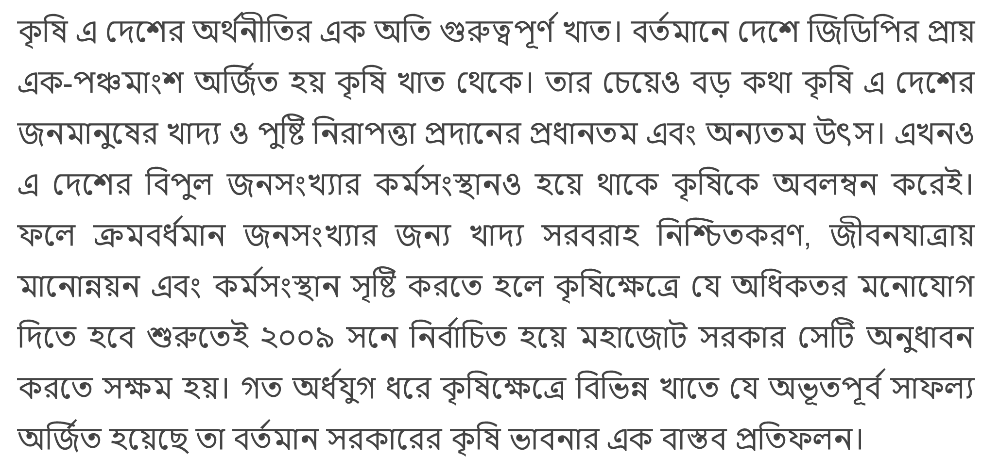 কৃষি এ দেশের অর্থনীতির এক অতি গুরুত্বপূর্ণ খাত। বর্তমানে দেশে জিডিপির প্রায়
এক-পঞ্চমাংশ অর্জিত হয় কৃষি খাত থেকে। তার চেয়েও বড় কথা কৃষি এ দেশের
জনমানুষের খাদ্য ও পুষ্টি নিরাপত্তা প্রদানের প্রধানতম এবং অন্যতম উৎস। এখনও
এ দেশের বিপুল জনসংখ্যার কর্মসংস্থানও হয়ে থাকে কৃষিকে অবলম্বন করেই।
ফলে ক্রমবর্ধমান জনসংখ্যার জন্য খাদ্য সরবরাহ নিশ্চিতকরণ, জীবনযাত্রায়
মানোন্নয়ন এবং কর্মসংস্থান সৃষ্টি করতে হলে কৃষিক্ষেত্রে যে অধিকতর মনোযোগ
দিতে হবে শুরুতেই ২০০৯ সনে নির্বাচিত হয়ে মহাজোট সরকার সেটি অনুধাবন
করতে সক্ষম হয়। গত অর্ধযুগ ধরে কৃষিক্ষেত্রে বিভিন্ন খাতে যে অভূতপূর্ব সাফল্য
অর্জিত হয়েছে তা বর্তমান সরকারের কৃষি ভাবনার এক বাস্তব প্রতিফলন।